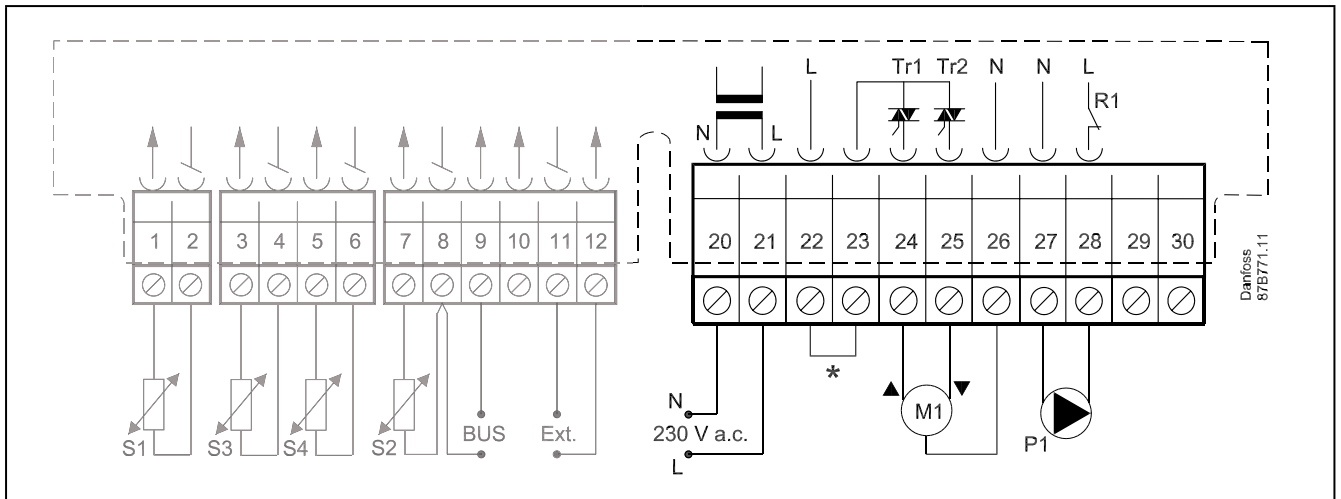 L Tr1 Tr2 N N L
R1
N L
1 2 3 4 5 6 7 8 9 10 11 12
20 21 22 23 24 25 26 27 28 29 30
Danfoss
87B771.11
*
N
M1
BUS Ext. 230 V a.c.
S1 S3 S4 S2 P1
L